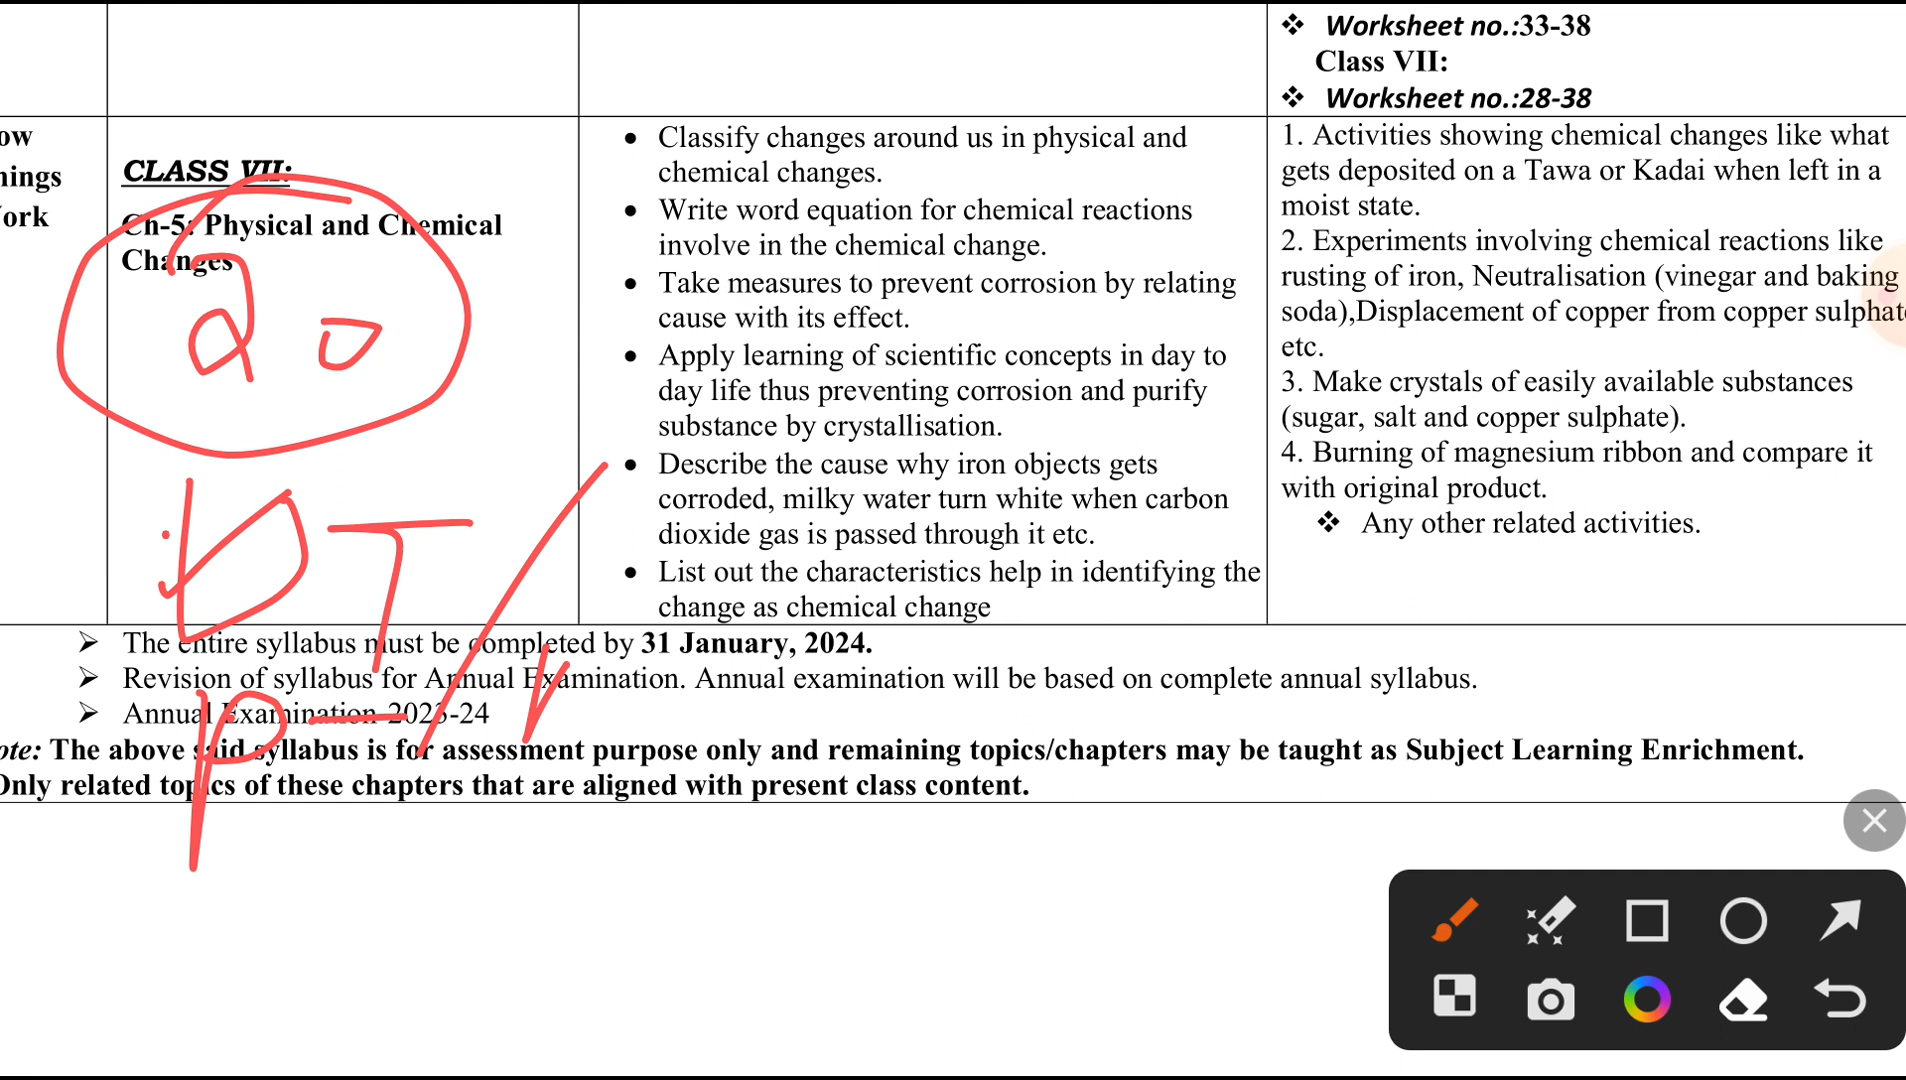 ❖ Worksheet no.:33-38
Class VII:
❖ Worksheet no.:28-38
ow
nings
ork
CLASS VII:
Ch-5: Physical and Chemical
Changes
20
• Classify changes around us in physical and
chemical changes.
• Write word equation for chemical reactions
involve in the chemical change.
• Take measures to prevent corrosion by relating
cause with its effect.
• Apply learning of scientific concepts in day to
day life thus preventing corrosion and purify
substance by crystallisation.
• Describe the cause why iron objects gets
corroded, milky water turn white when carbon
dioxide gas is passed through it etc.
• List out the characteristics help in identifying the
change as chemical change
1. Activities showing chemical changes like what
gets deposited on a Tawa or Kadai when left in a
moist state.
2. Experiments involving chemical reactions like
rusting of iron, Neutralisation (vinegar and baking
soda),Displacement of copper from copper sulphat
etc.
3. Make crystals of easily available substances
(sugar, salt and copper sulphate).
4. Burning of magnesium ribbon and compare it
with original product.
❖ Any other related activities.
➢ The entire syllabus must be completed by 31 January, 2024.
➢ Revision of syllabus for Annual Examination. Annual examination will be based on complete annual syllabus.
➢ Annual Examination 2023-24
ote: The above said syllabus is for assessment purpose only and remaining topics/chapters may be taught as Subject Learning Enrichment.
Only related topics of these chapters that are aligned with present class content.